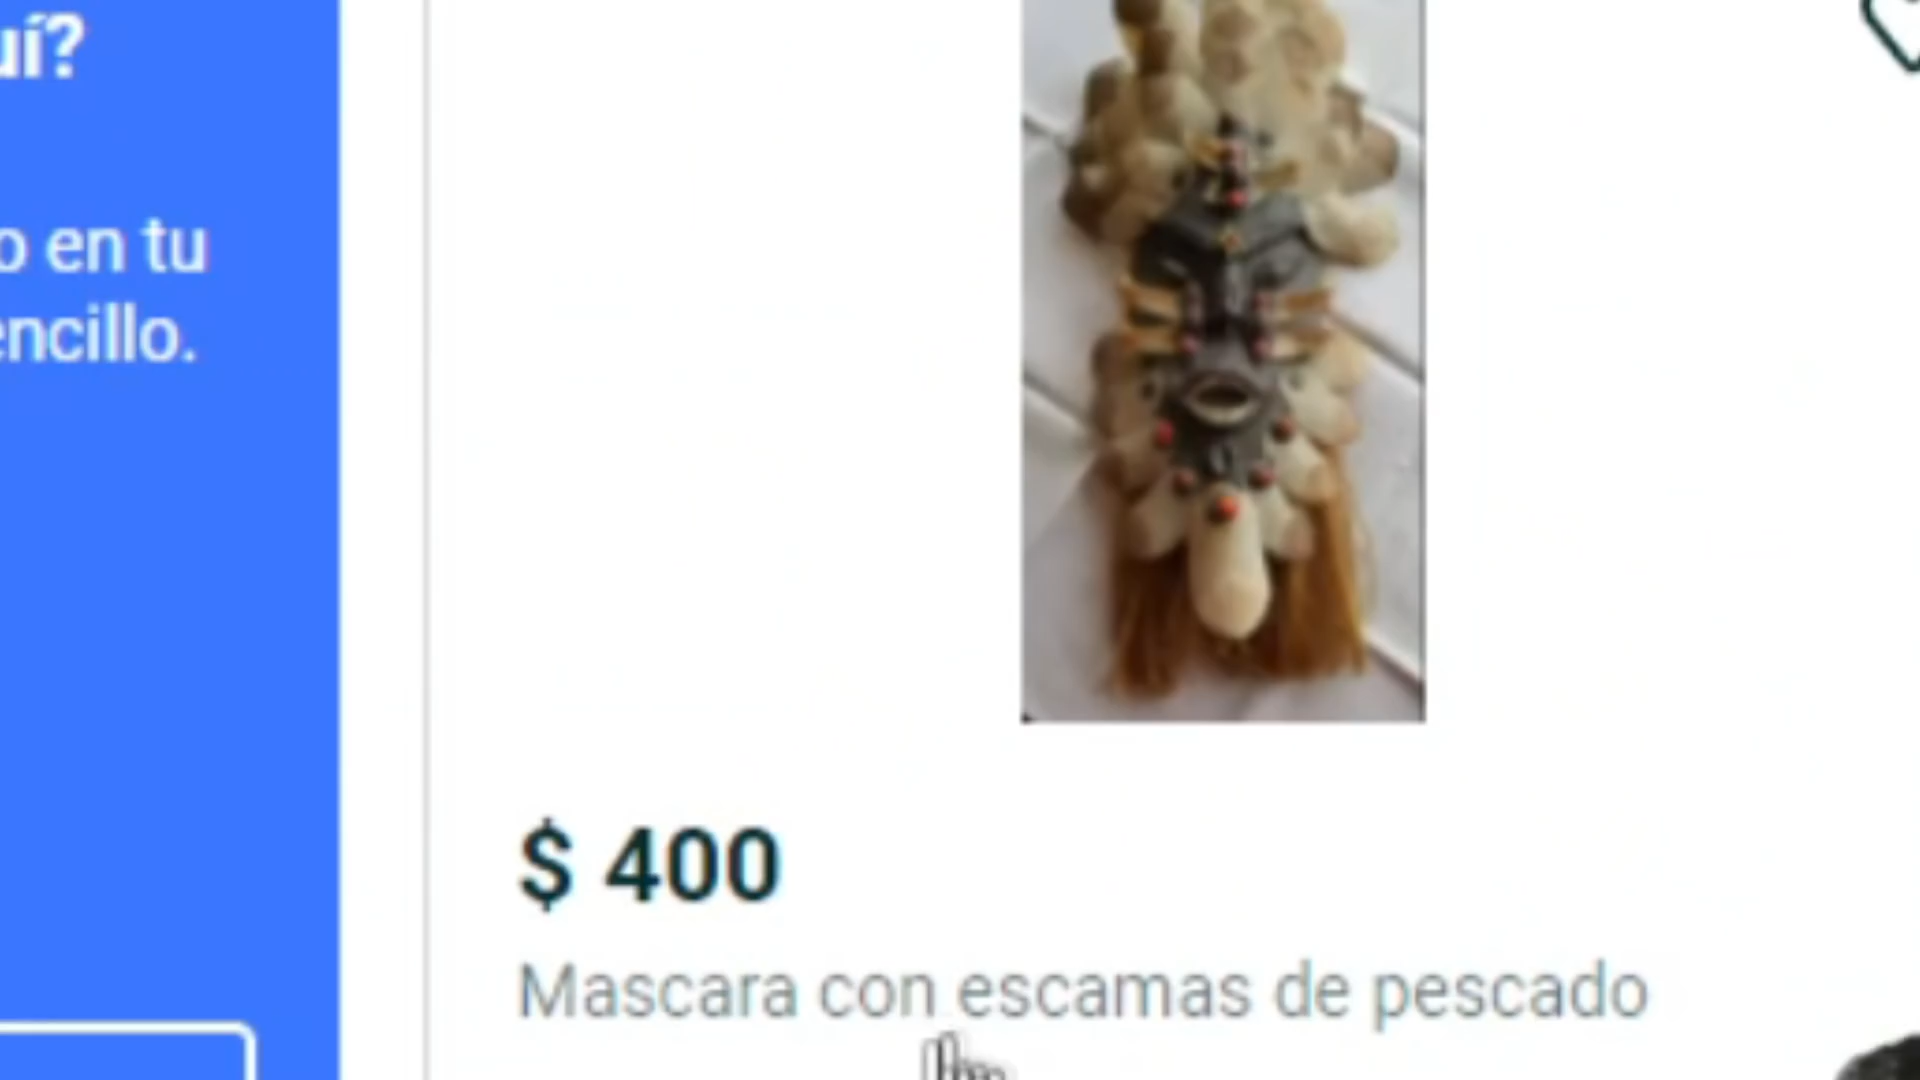 uí?
o en tu
encillo.
$ 400
Mascara con escamas de pescado